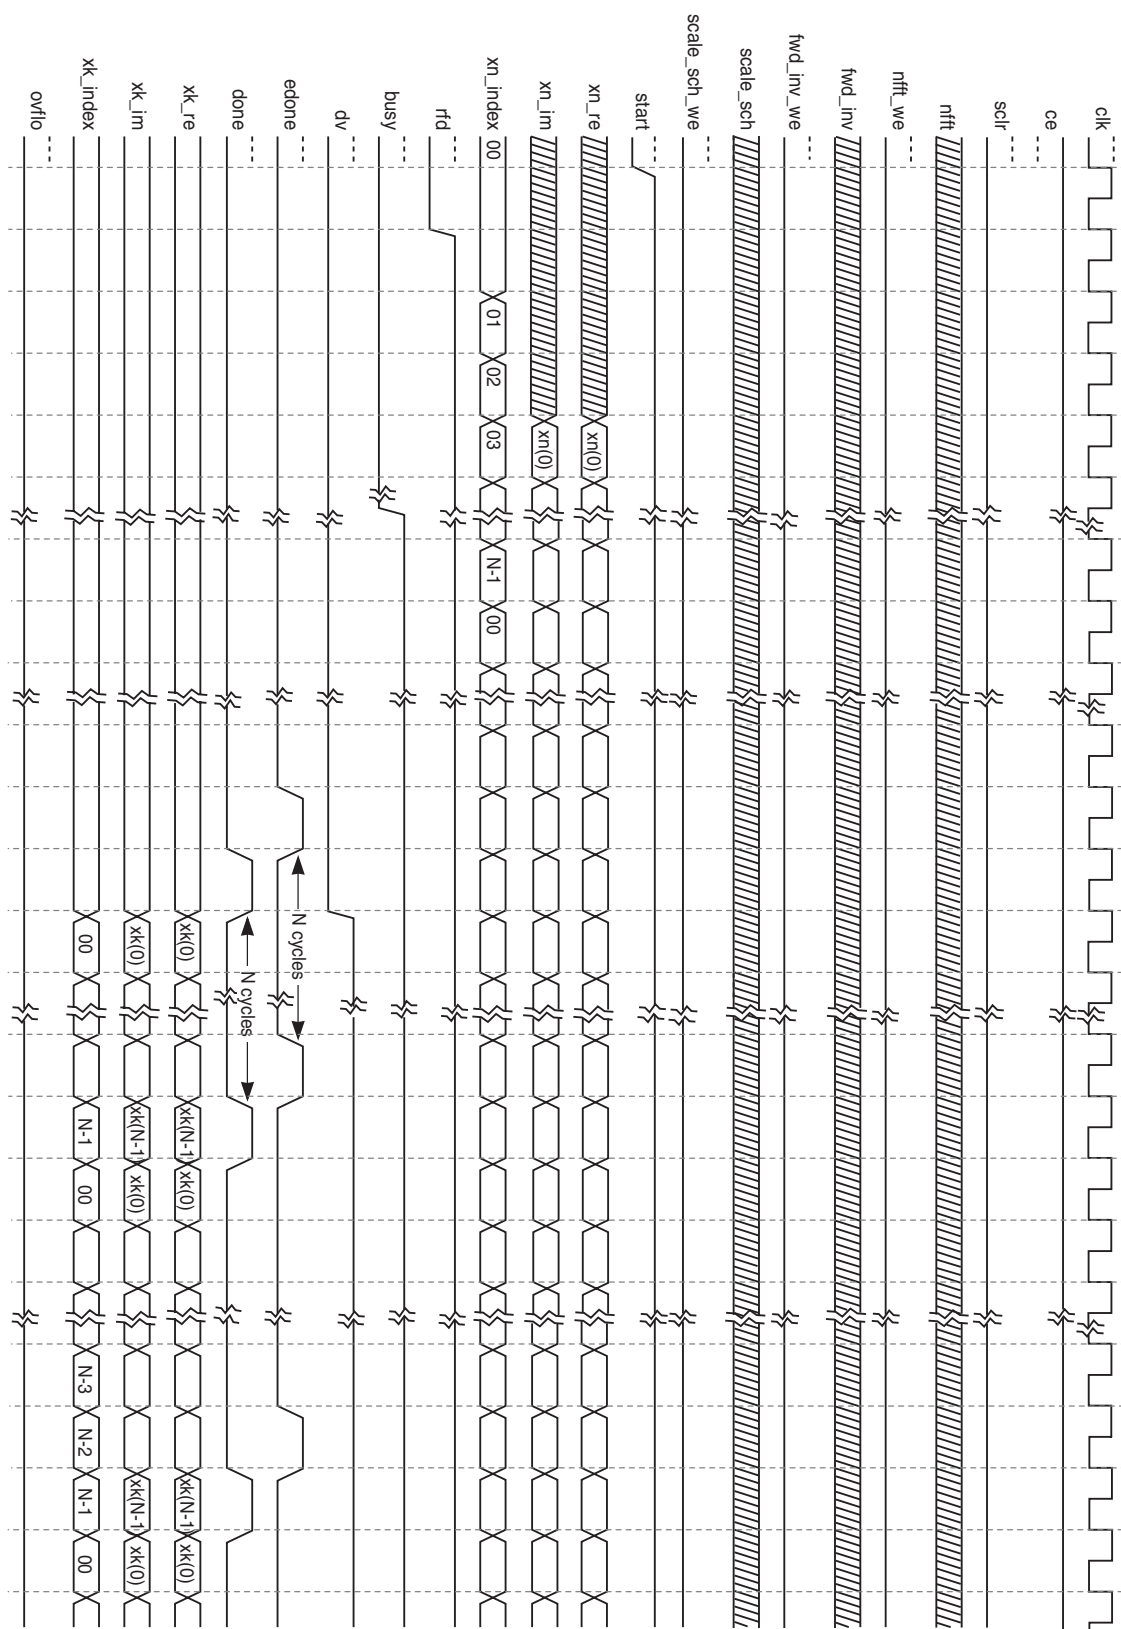 clk
ce
sclr
nfft
nfft_we
fwd_inv
fwd_inv_we
scale_sch
scale_sch_we
start
xn_re xn(0)
xn_im xn(0)
xn_index 00 01 02 03 N-1 00
rfd
busy
dv
edone N cycles
done N cycles
xk_re xk(0) xk(N-1) xk(0) xk(N-1) xk(0)
xk_im xk(0) xk(N-1) xk(0) xk(N-1) xk(0)
xk_index 00 N-1 00 N-3 N-2 N-1 00
ovflo